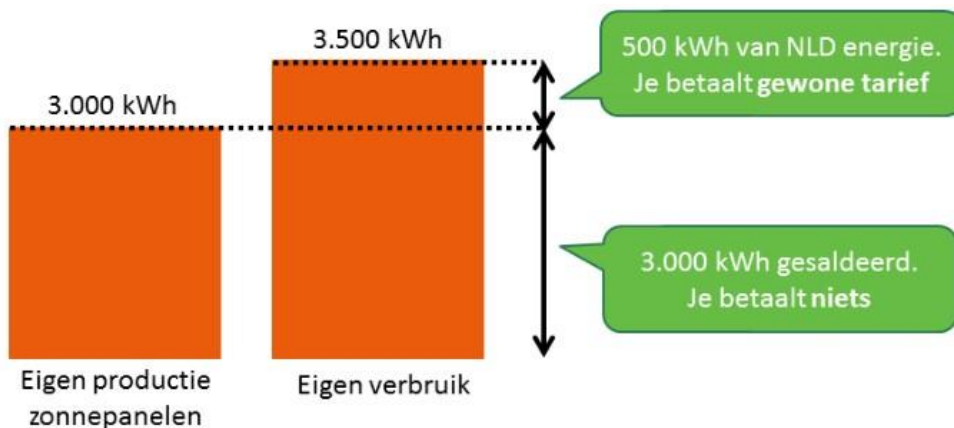 3.500 kWh
3.000 kWh
500 kWh van NLD energie.
Je betaalt gewone tarief
3.000 kWh gesaldeerd.
Je betaalt niets
Eigen productie
zonnepanelen
Eigen verbruik